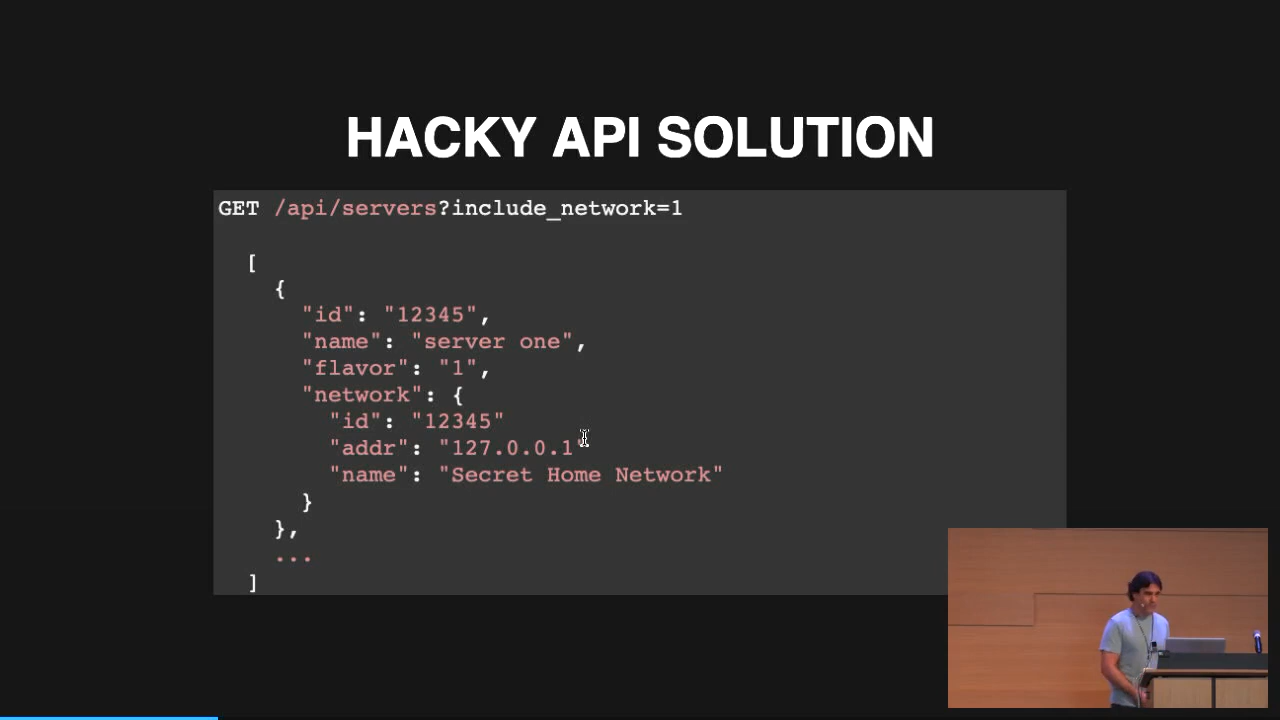 HACKY API SOLUTION
GET /api/servers?include_network=1
[
{
"id": "12345",
"name": "server one",
"flavor": "1",
"network": {
"id": "12345"
"addr": "127.0.0.1"
"name": "Secret Home Network"
}
},
...
]